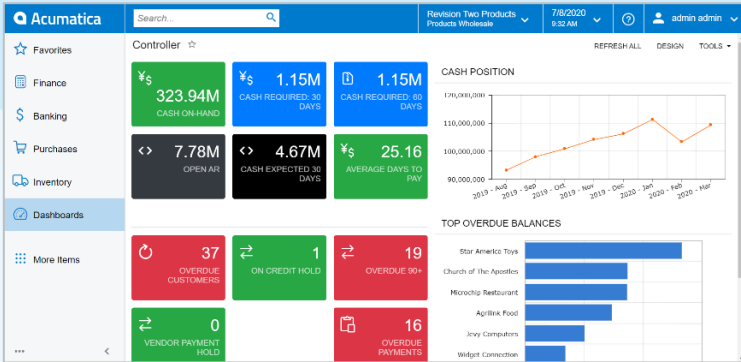 Acumatica
Search...
Revision Two Products
Products Wholesale
7/8/2020
9:32 AM
admin admin
Favorites
Finance
Banking
Purchases
Inventory
Dashboards
More Items
Controller
REFRESH ALL
DESIGN
TOOLS
¥$
323.94M
CASH ON-HAND
¥$
1.15M
CASH REQUIRED: 30
DAYS
1.15M
CASH REQUIRED: 60
DAYS
7.78M
OPEN AR
4.67M
CASH EXPECTED 30
DAYS
¥$
25.16
AVERAGE DAYS TO
PAY
37
OVERDUE
CUSTOMERS
1
ON CREDIT HOLD
19
OVERDUE 90+
0
VENDOR PAYMENT
HOLD
16
OVERDUE
PAYMENTS
CASH POSITION
120,000,000
110,000,000
100,000,000
90,000,000
2019 - Aug
2019 - Sep
2019 - Oct
2019 - Nov
2019 - Dec
2020 - Jan
2020 - Feb
2020 - Mar
TOP OVERDUE BALANCES
Star Americo Toys
Church of The Apostles
Microchip Restaurant
Agrilink Food
Jevy Computers
Widget Connection